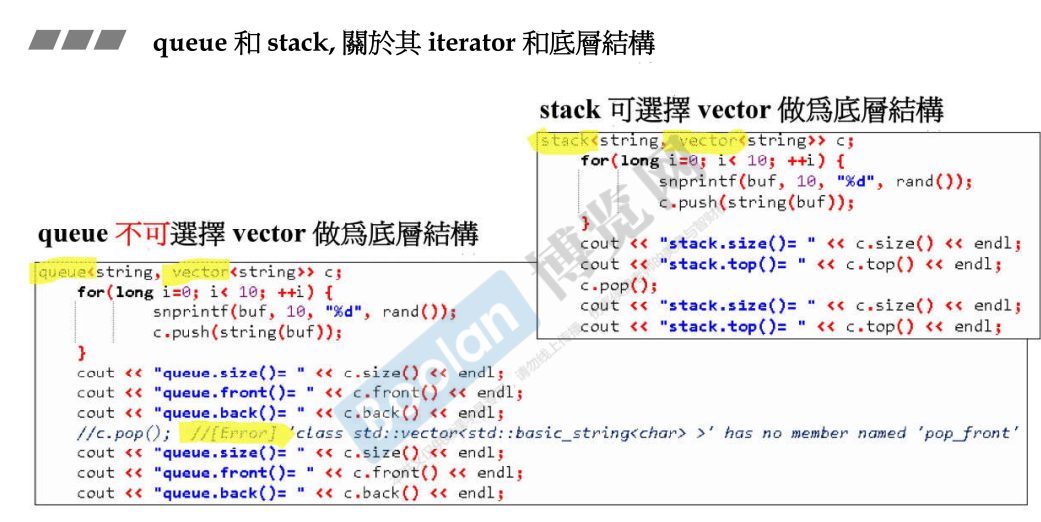 queue 和 stack, 關於其 iterator 和底層結構
stack 可選擇 vector 做爲底層結構
stack<string, vector<string>> c;
for(long i=0; i< 10; ++i) {
snprintf(buf, 10, "%d", rand());
c.push(string(buf));
}
cout << "stack.size()= " << c.size() << endl;
cout << "stack.top()= " << c.top() << endl;
c.pop();
cout << "stack.size()= " << c.size() << endl;
cout << "stack.top()= " << c.top() << endl;
queue 不可選擇 vector 做爲底層結構
queue<string, vector<string>> c;
for(long i=0; i< 10; ++i) {
snprintf(buf, 10, "%d", rand());
c.push(string(buf));
}
cout << "queue.size()= " << c.size() << endl;
cout << "queue.front()= " << c.front() << endl;
cout << "queue.back()= " << c.back() << endl;
//c.pop(); //[Error] 'class std::vector<std::basic_string<char> >' has no member named 'pop_front'
cout << "queue.size()= " << c.size() << endl;
cout << "queue.front()= " << c.front() << endl;
cout << "queue.back()= " << c.back() << endl;
Boolan 博览网